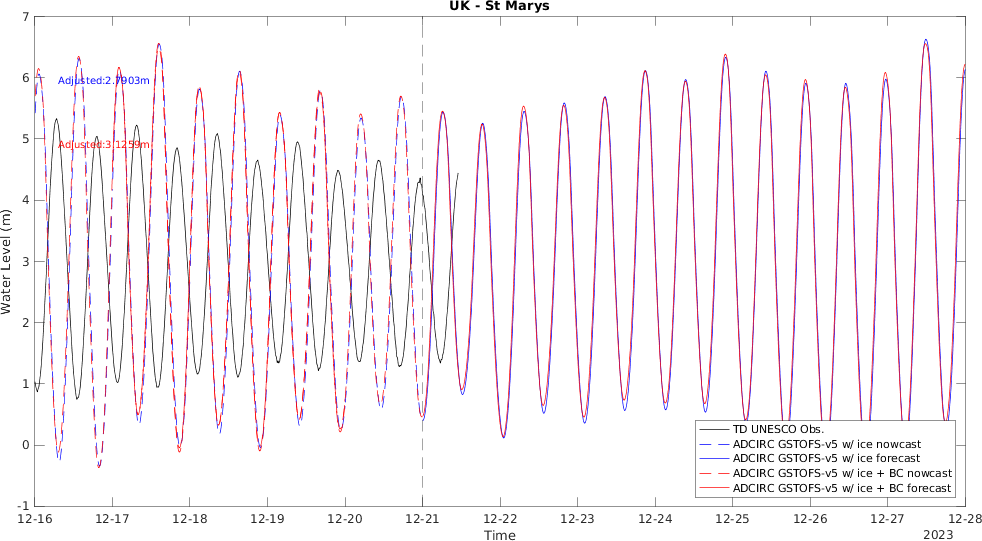 UK - St Marys
7
6
5
4
3
2
1
0
-1
Water Level (m)
Adjusted:2.7903m
Adjusted:3.1259m
TD UNESCO Obs.
ADCIRC GSTOFS-v5 w/ ice nowcast
ADCIRC GSTOFS-v5 w/ ice forecast
ADCIRC GSTOFS-v5 w/ ice + BC nowcast
ADCIRC GSTOFS-v5 w/ ice + BC forecast
12-16 12-17 12-18 12-19 12-20 12-21 12-22 12-23 12-24 12-25 12-26 12-27 12-28
Time
2023